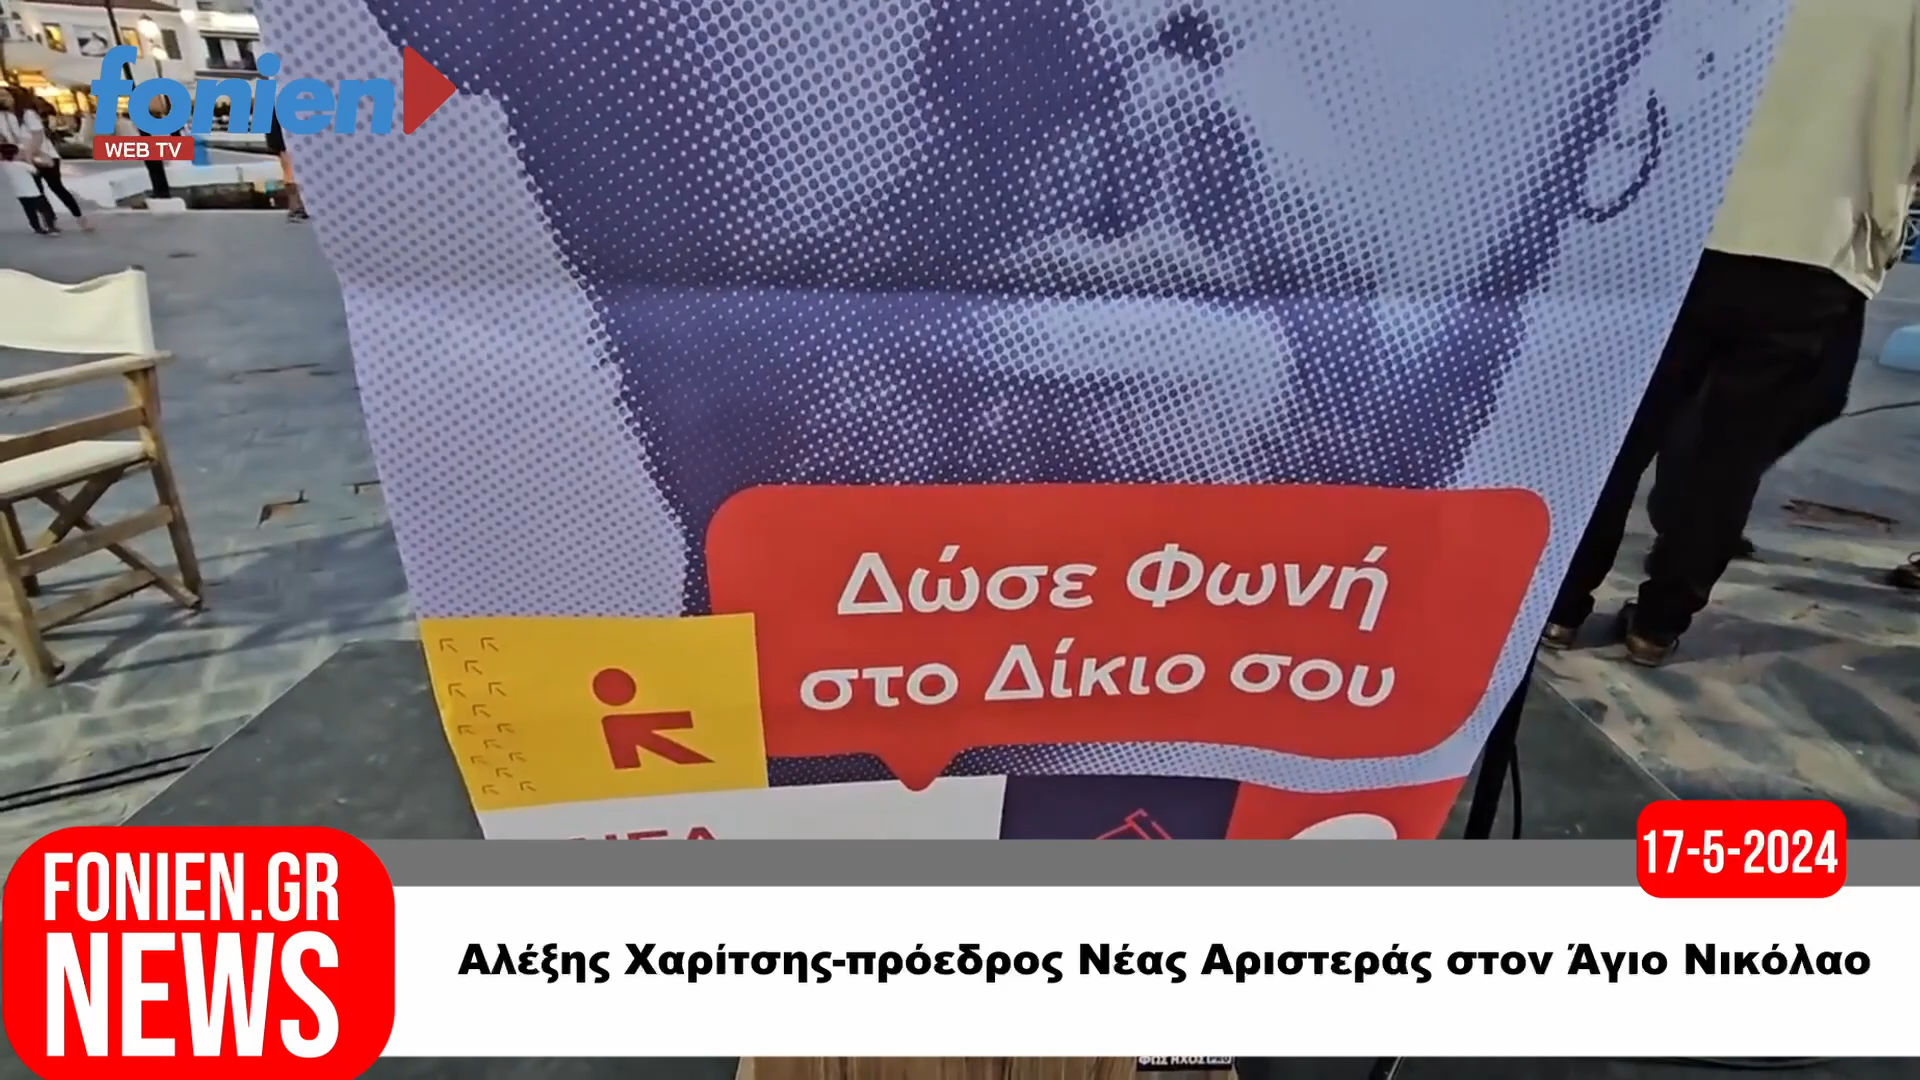 fonien
WEB TV
Δώσε Φωνή
στο Δίκιο σου
17-5-2024
FONIEN.GR
NEWS
Αλέξης Χαρίτσης-πρόεδρος Νέας Αριστεράς στον Άγιο Νικόλαο